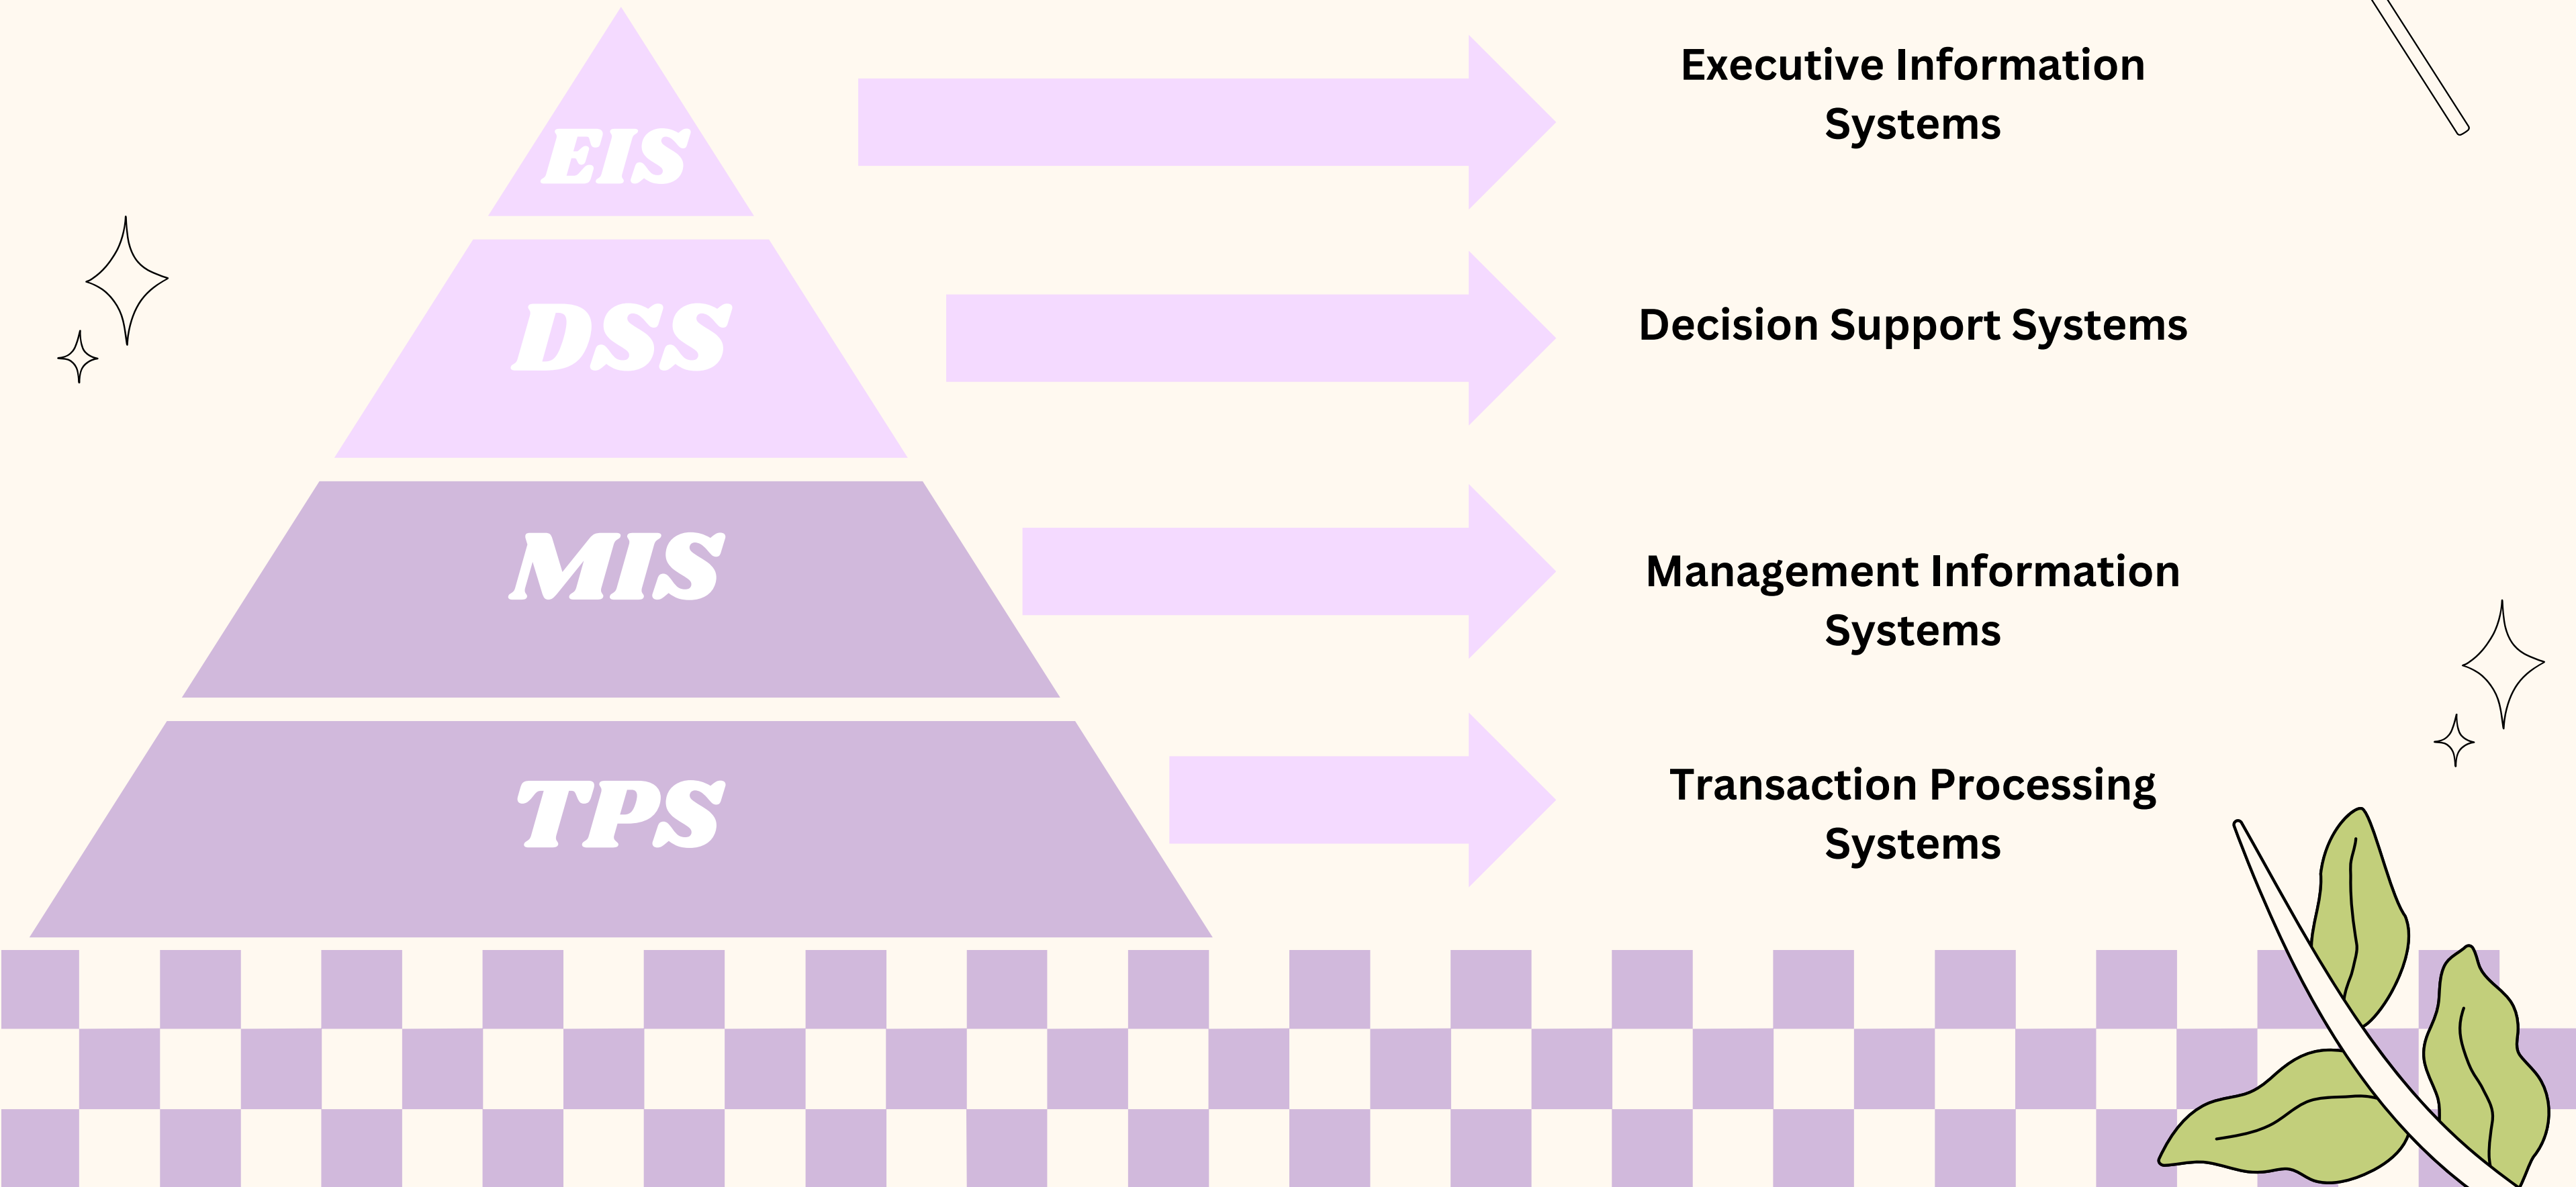 EIS
Executive Information
Systems
DSS
Decision Support Systems
MIS
Management Information
Systems
TPS
Transaction Processing
Systems